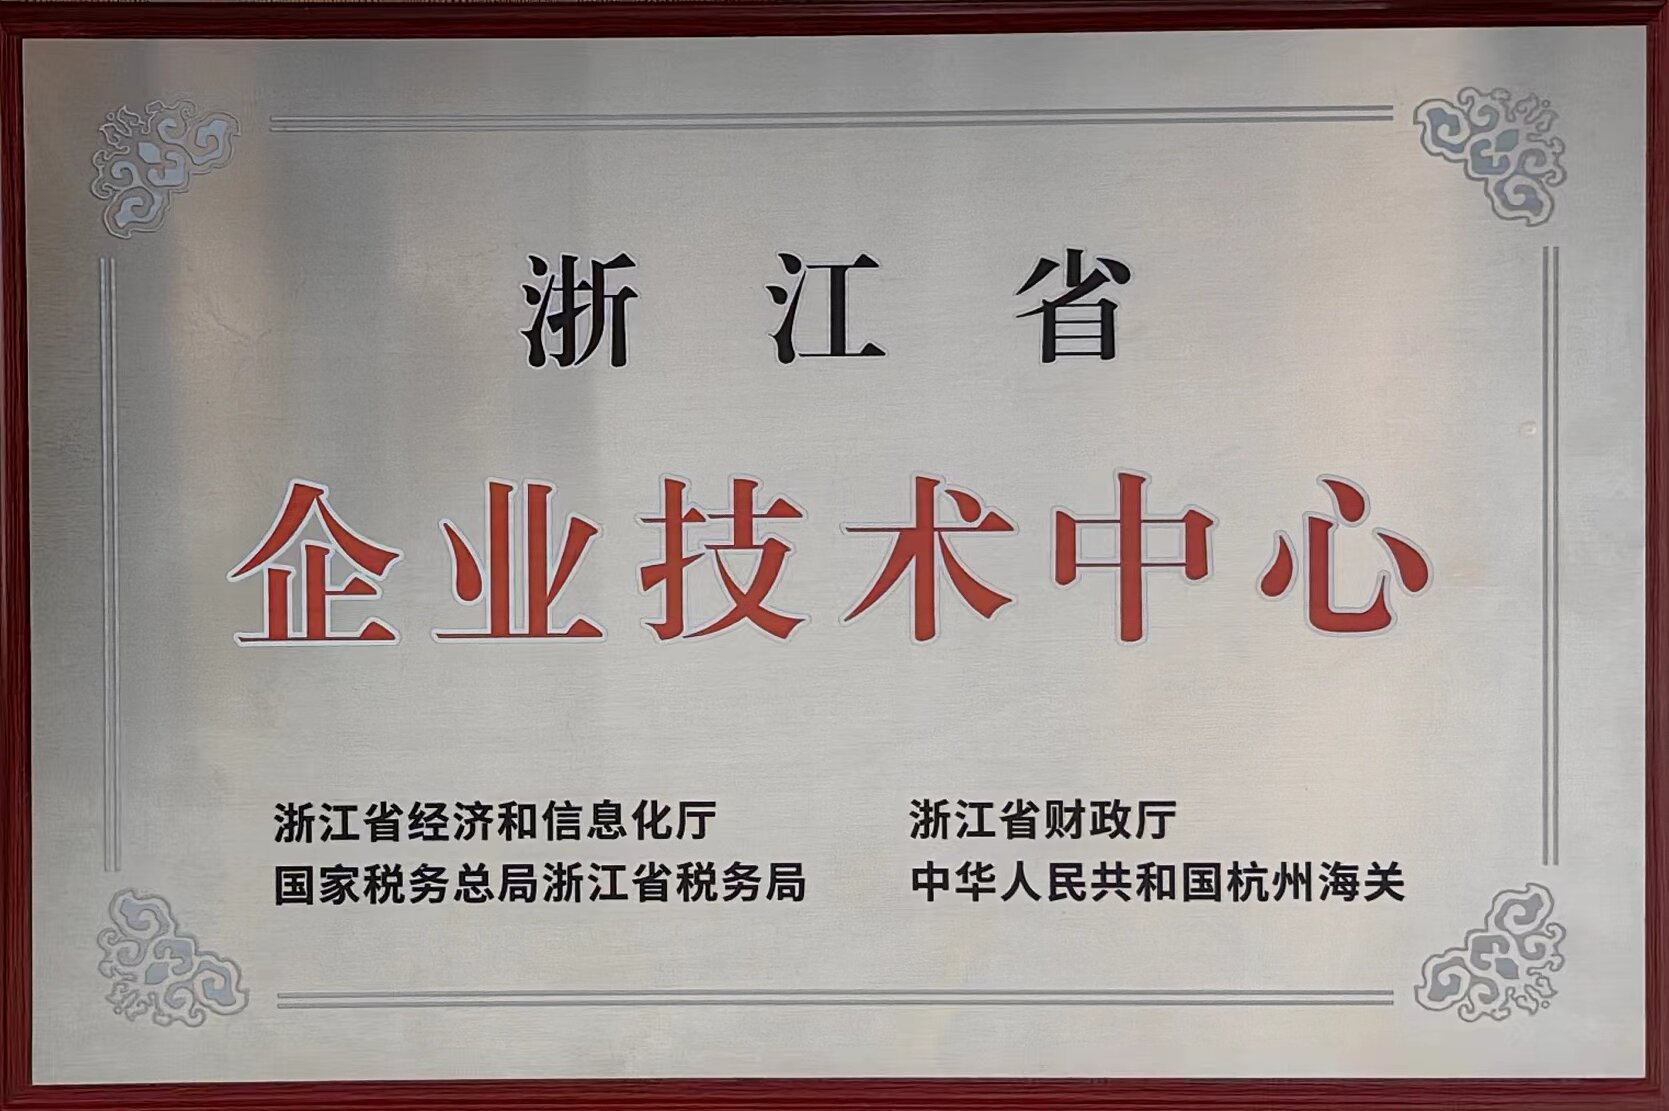 浙江省
企业技术中心
浙江省经济和信息化厅 浙江省财政厅
国家税务总局浙江省税务局 中华人民共和国杭州海关